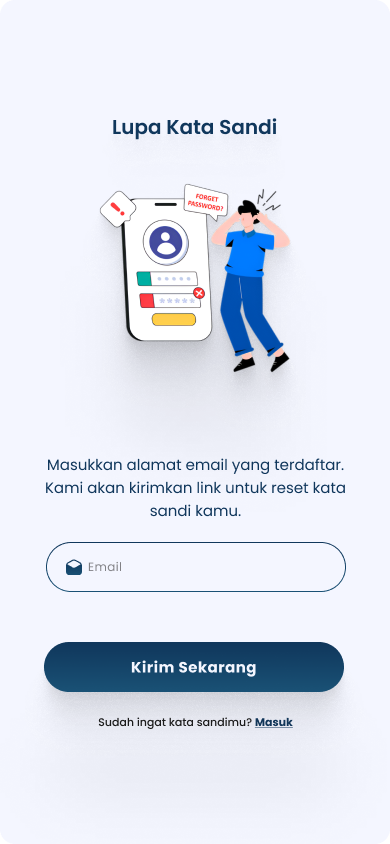 Lupa Kata Sandi
FORGET
PASSWORD?
Masukkan alamat email yang terdaftar.
Kami akan kirimkan link untuk reset kata
sandi kamu.
Email
Kirim Sekarang
Sudah ingat kata sandimu? Masuk